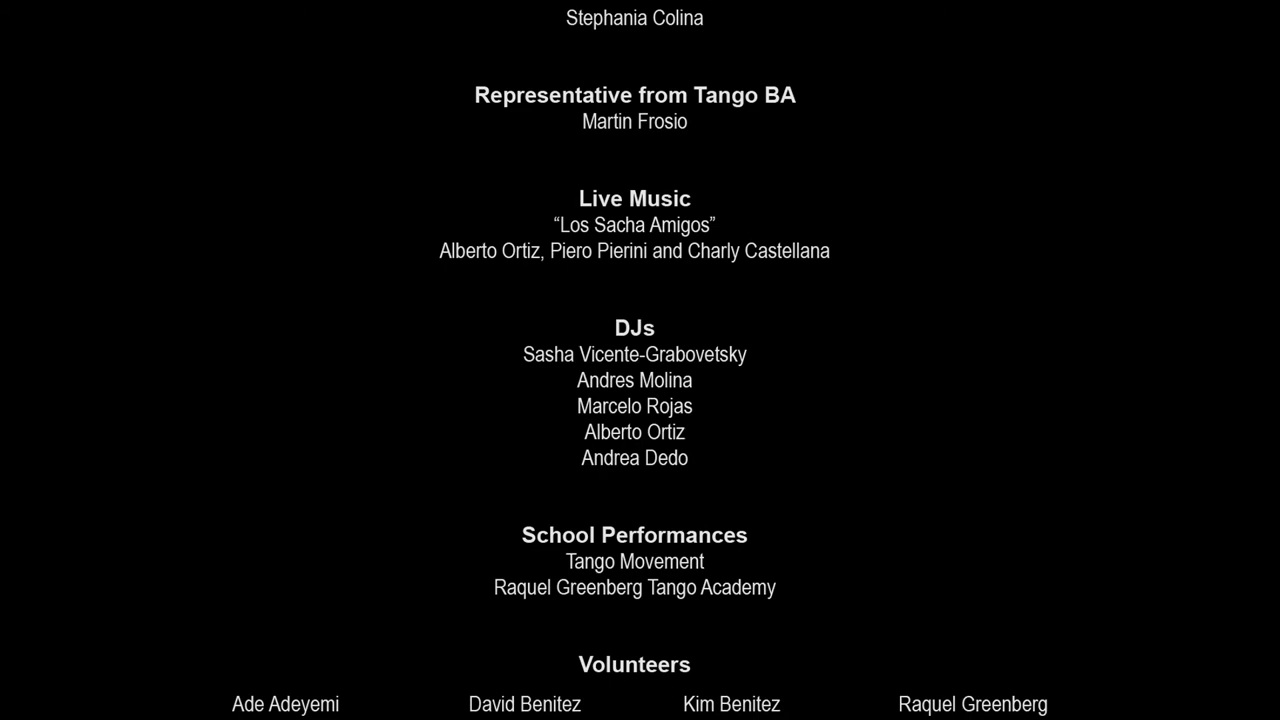 Stephania Colina
Representative from Tango BA
Martin Frosio
Live Music
“Los Sacha Amigos”
Alberto Ortiz, Piero Pierini and Charly Castellana
DJs
Sasha Vicente-Grabovetsky
Andres Molina
Marcelo Rojas
Alberto Ortiz
Andrea Dedo
School Performances
Tango Movement
Raquel Greenberg Tango Academy
Volunteers
Ade Adeyemi David Benitez Kim Benitez Raquel Greenberg